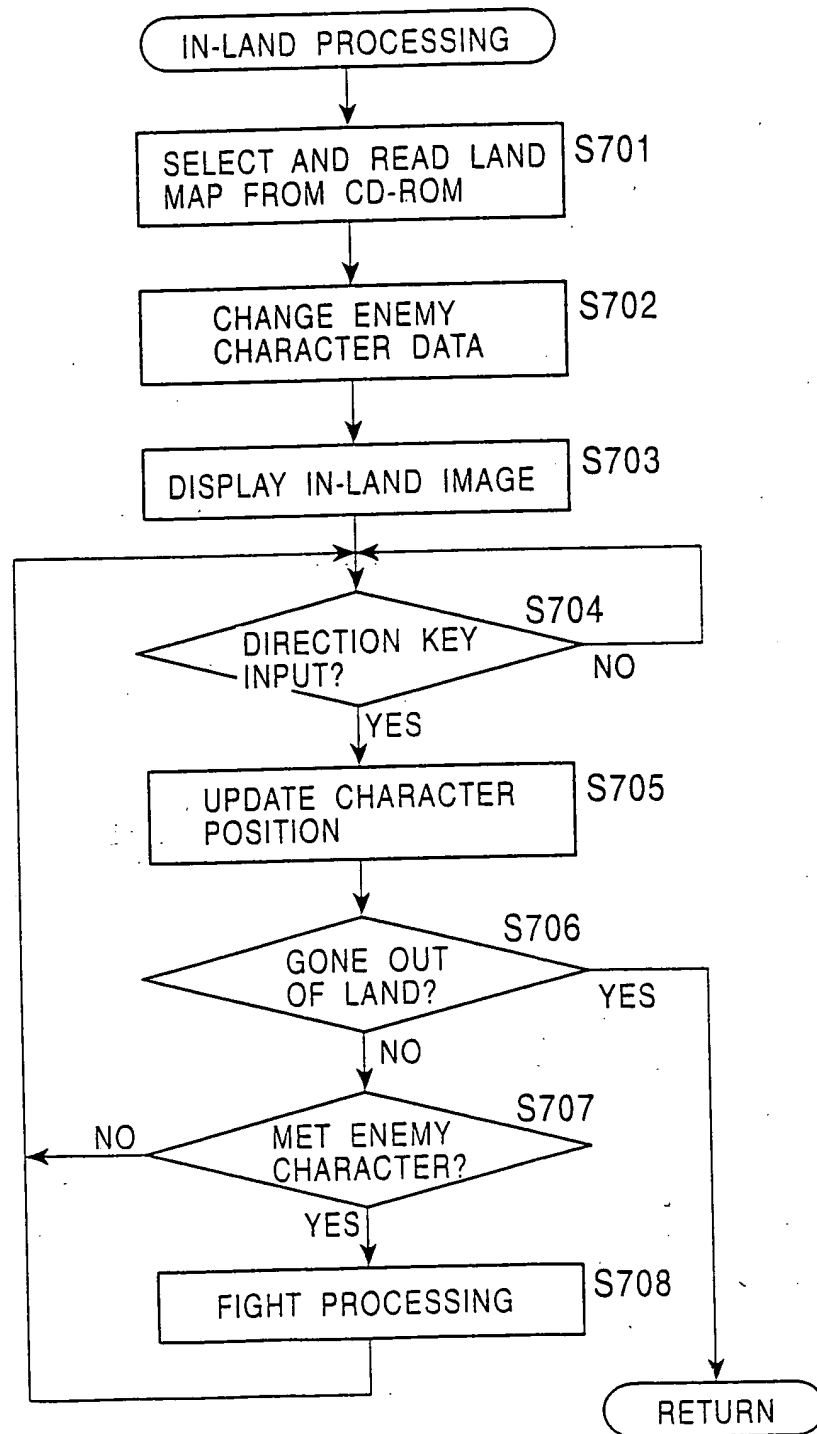 IN-LAND PROCESSING
SELECT AND READ LAND
MAP FROM CD-ROM
S701
CHANGE ENEMY
CHARACTER DATA
S702
DISPLAY IN-LAND IMAGE
S703
S704
DIRECTION KEY
INPUT?
NO
YES
UPDATE CHARACTER
POSITION
S705
S706
GONE OUT
OF LAND?
YES
NO
S707
NO
MET ENEMY
CHARACTER?
YES
FIGHT PROCESSING
S708
RETURN